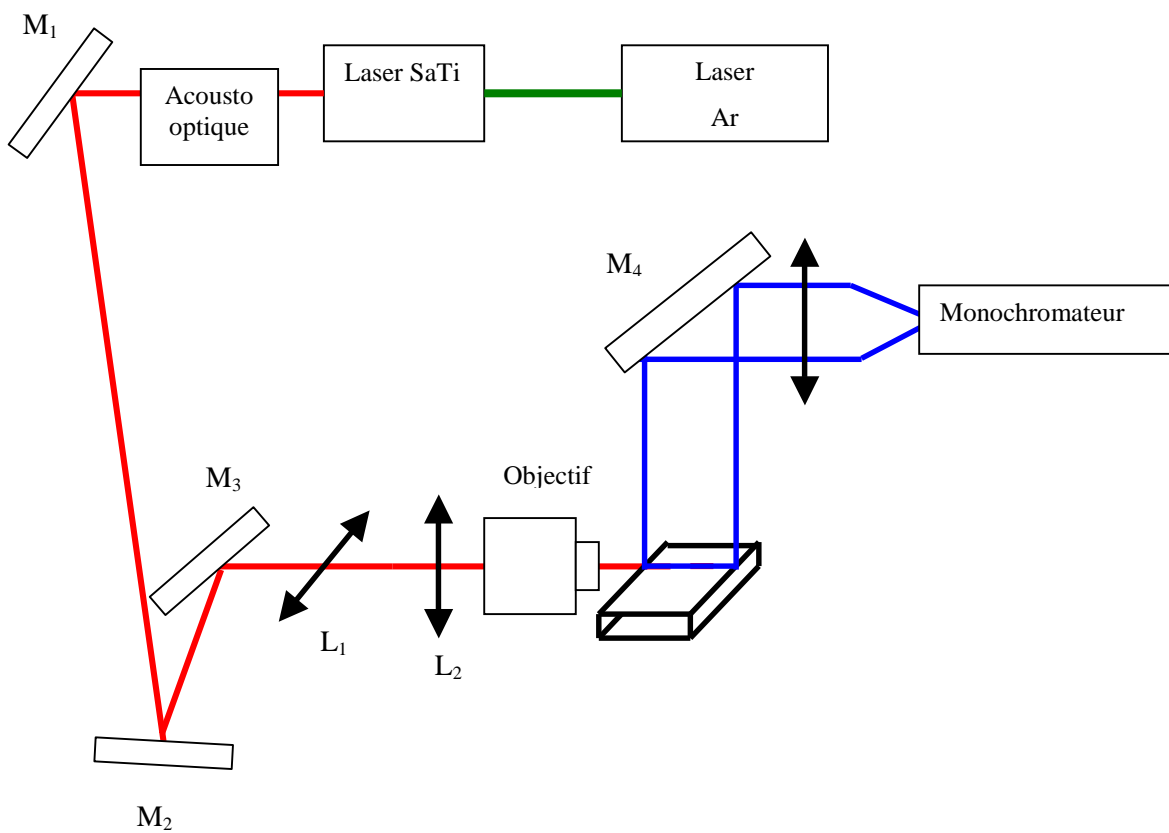 M₁
Laser SaTi
Laser
Ar
Acousto
optique
M₄
Monochromateur
M₃
Objectif
L₁
L₂
M₂